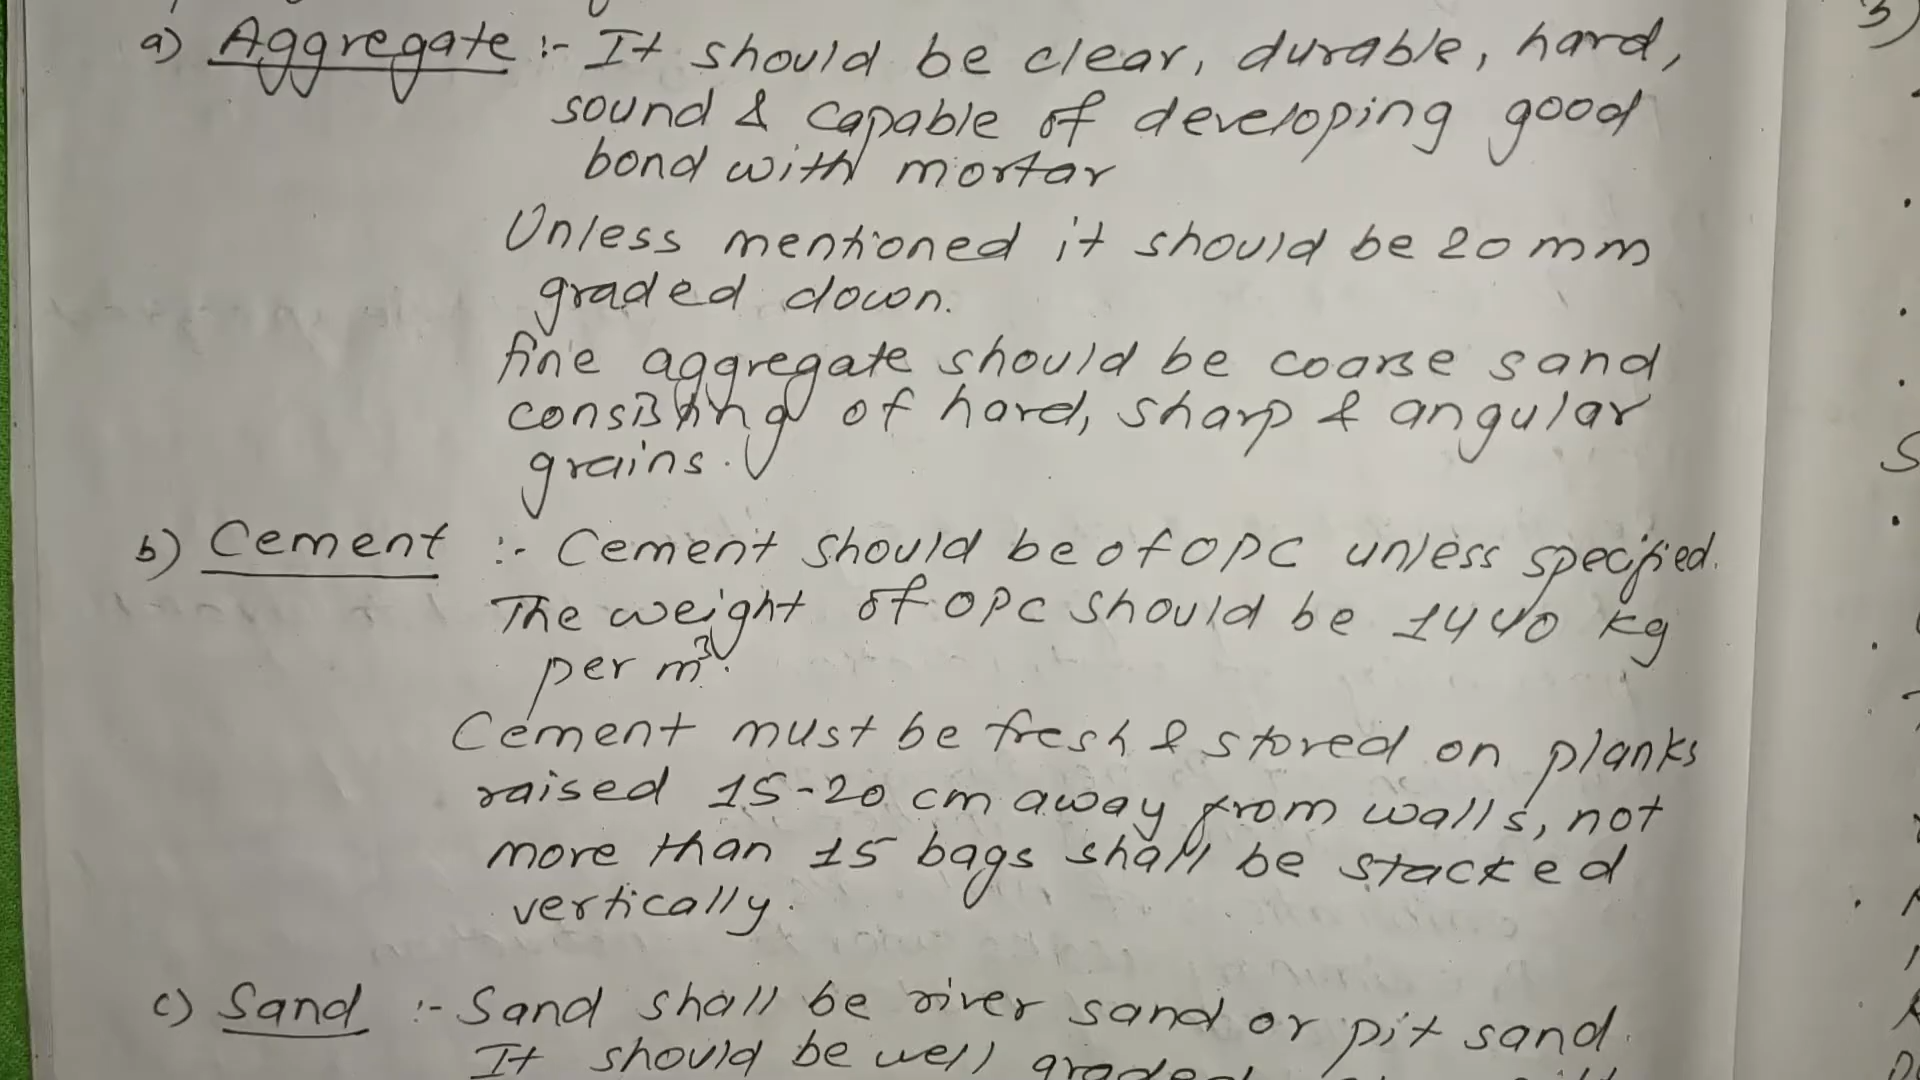 a) Aggregate :- It should be clear, durable, hard,
sound & capable of developing good
bond with mortar
Unless mentioned it should be 20 mm
graded down.
fine aggregate should be coarse sand
consisting of hard, sharp & angular
grains.
b) Cement :- Cement should be of OPC unless specified.
The weight of OPC should be 1440 kg
per m³.
Cement must be fresh & stored on planks
raised 15-20 cm away from walls, not
more than 15 bags shall be stacked
vertically.
c) Sand :- Sand shall be river sand or pit sand.
It should be well graded